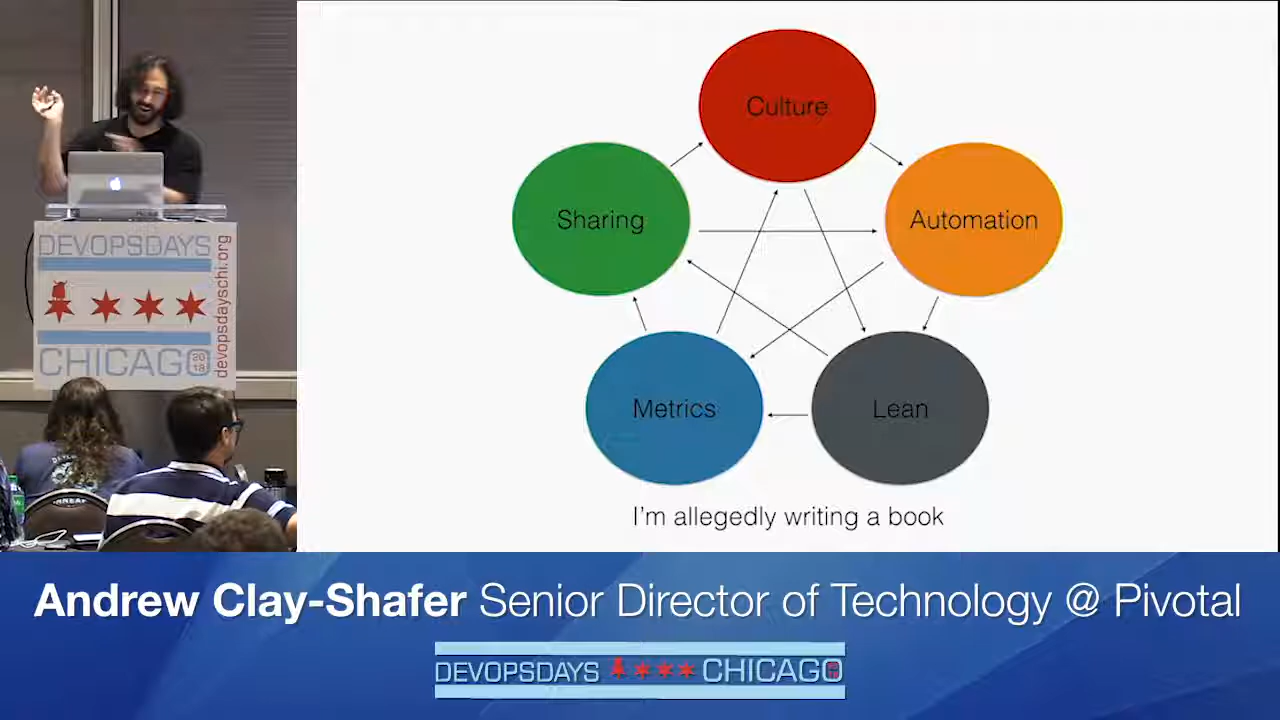 Culture
Sharing
Automation
Metrics
Lean
I'm allegedly writing a book
DEVOPSDAYS
CHICAGO
2018
devopsdayschi.org
Andrew Clay-Shafer Senior Director of Technology @ Pivotal
DEVOPSDAYS CHICAGO